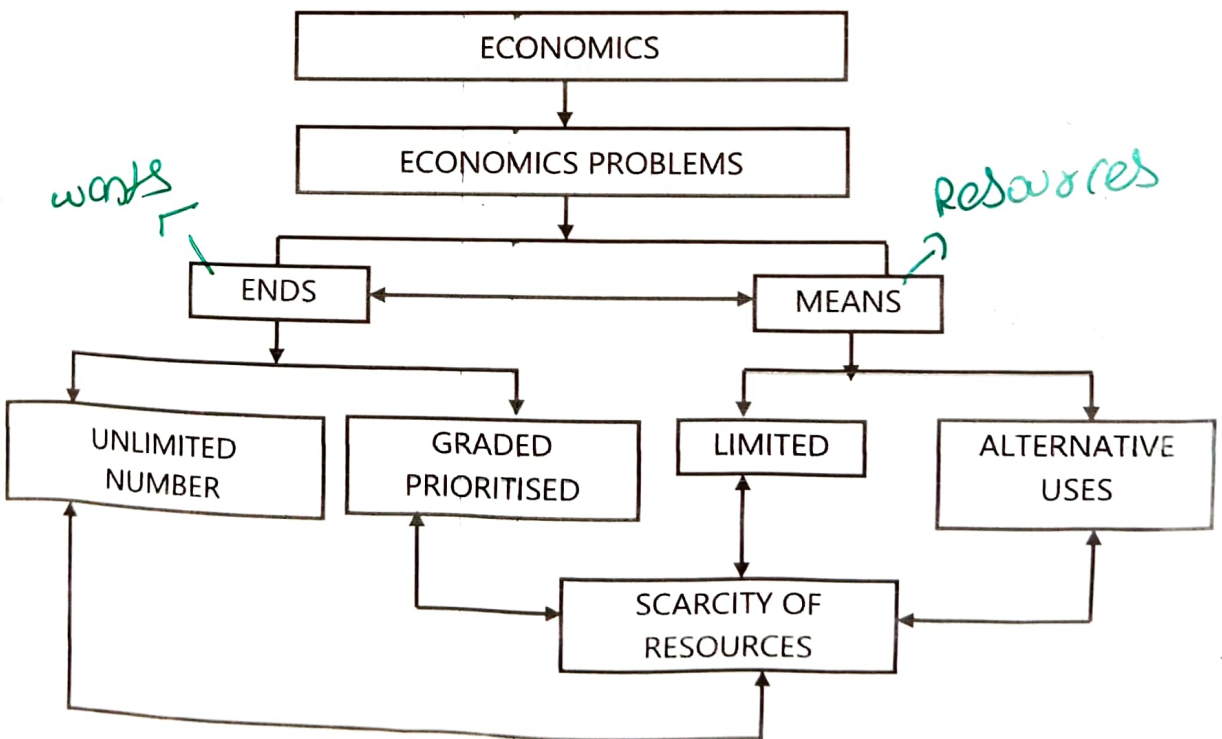 ECONOMICS
ECONOMICS PROBLEMS
wants
Resources
ENDS
MEANS
UNLIMITED
NUMBER
GRADED
PRIORITISED
LIMITED
ALTERNATIVE
USES
SCARCITY OF
RESOURCES